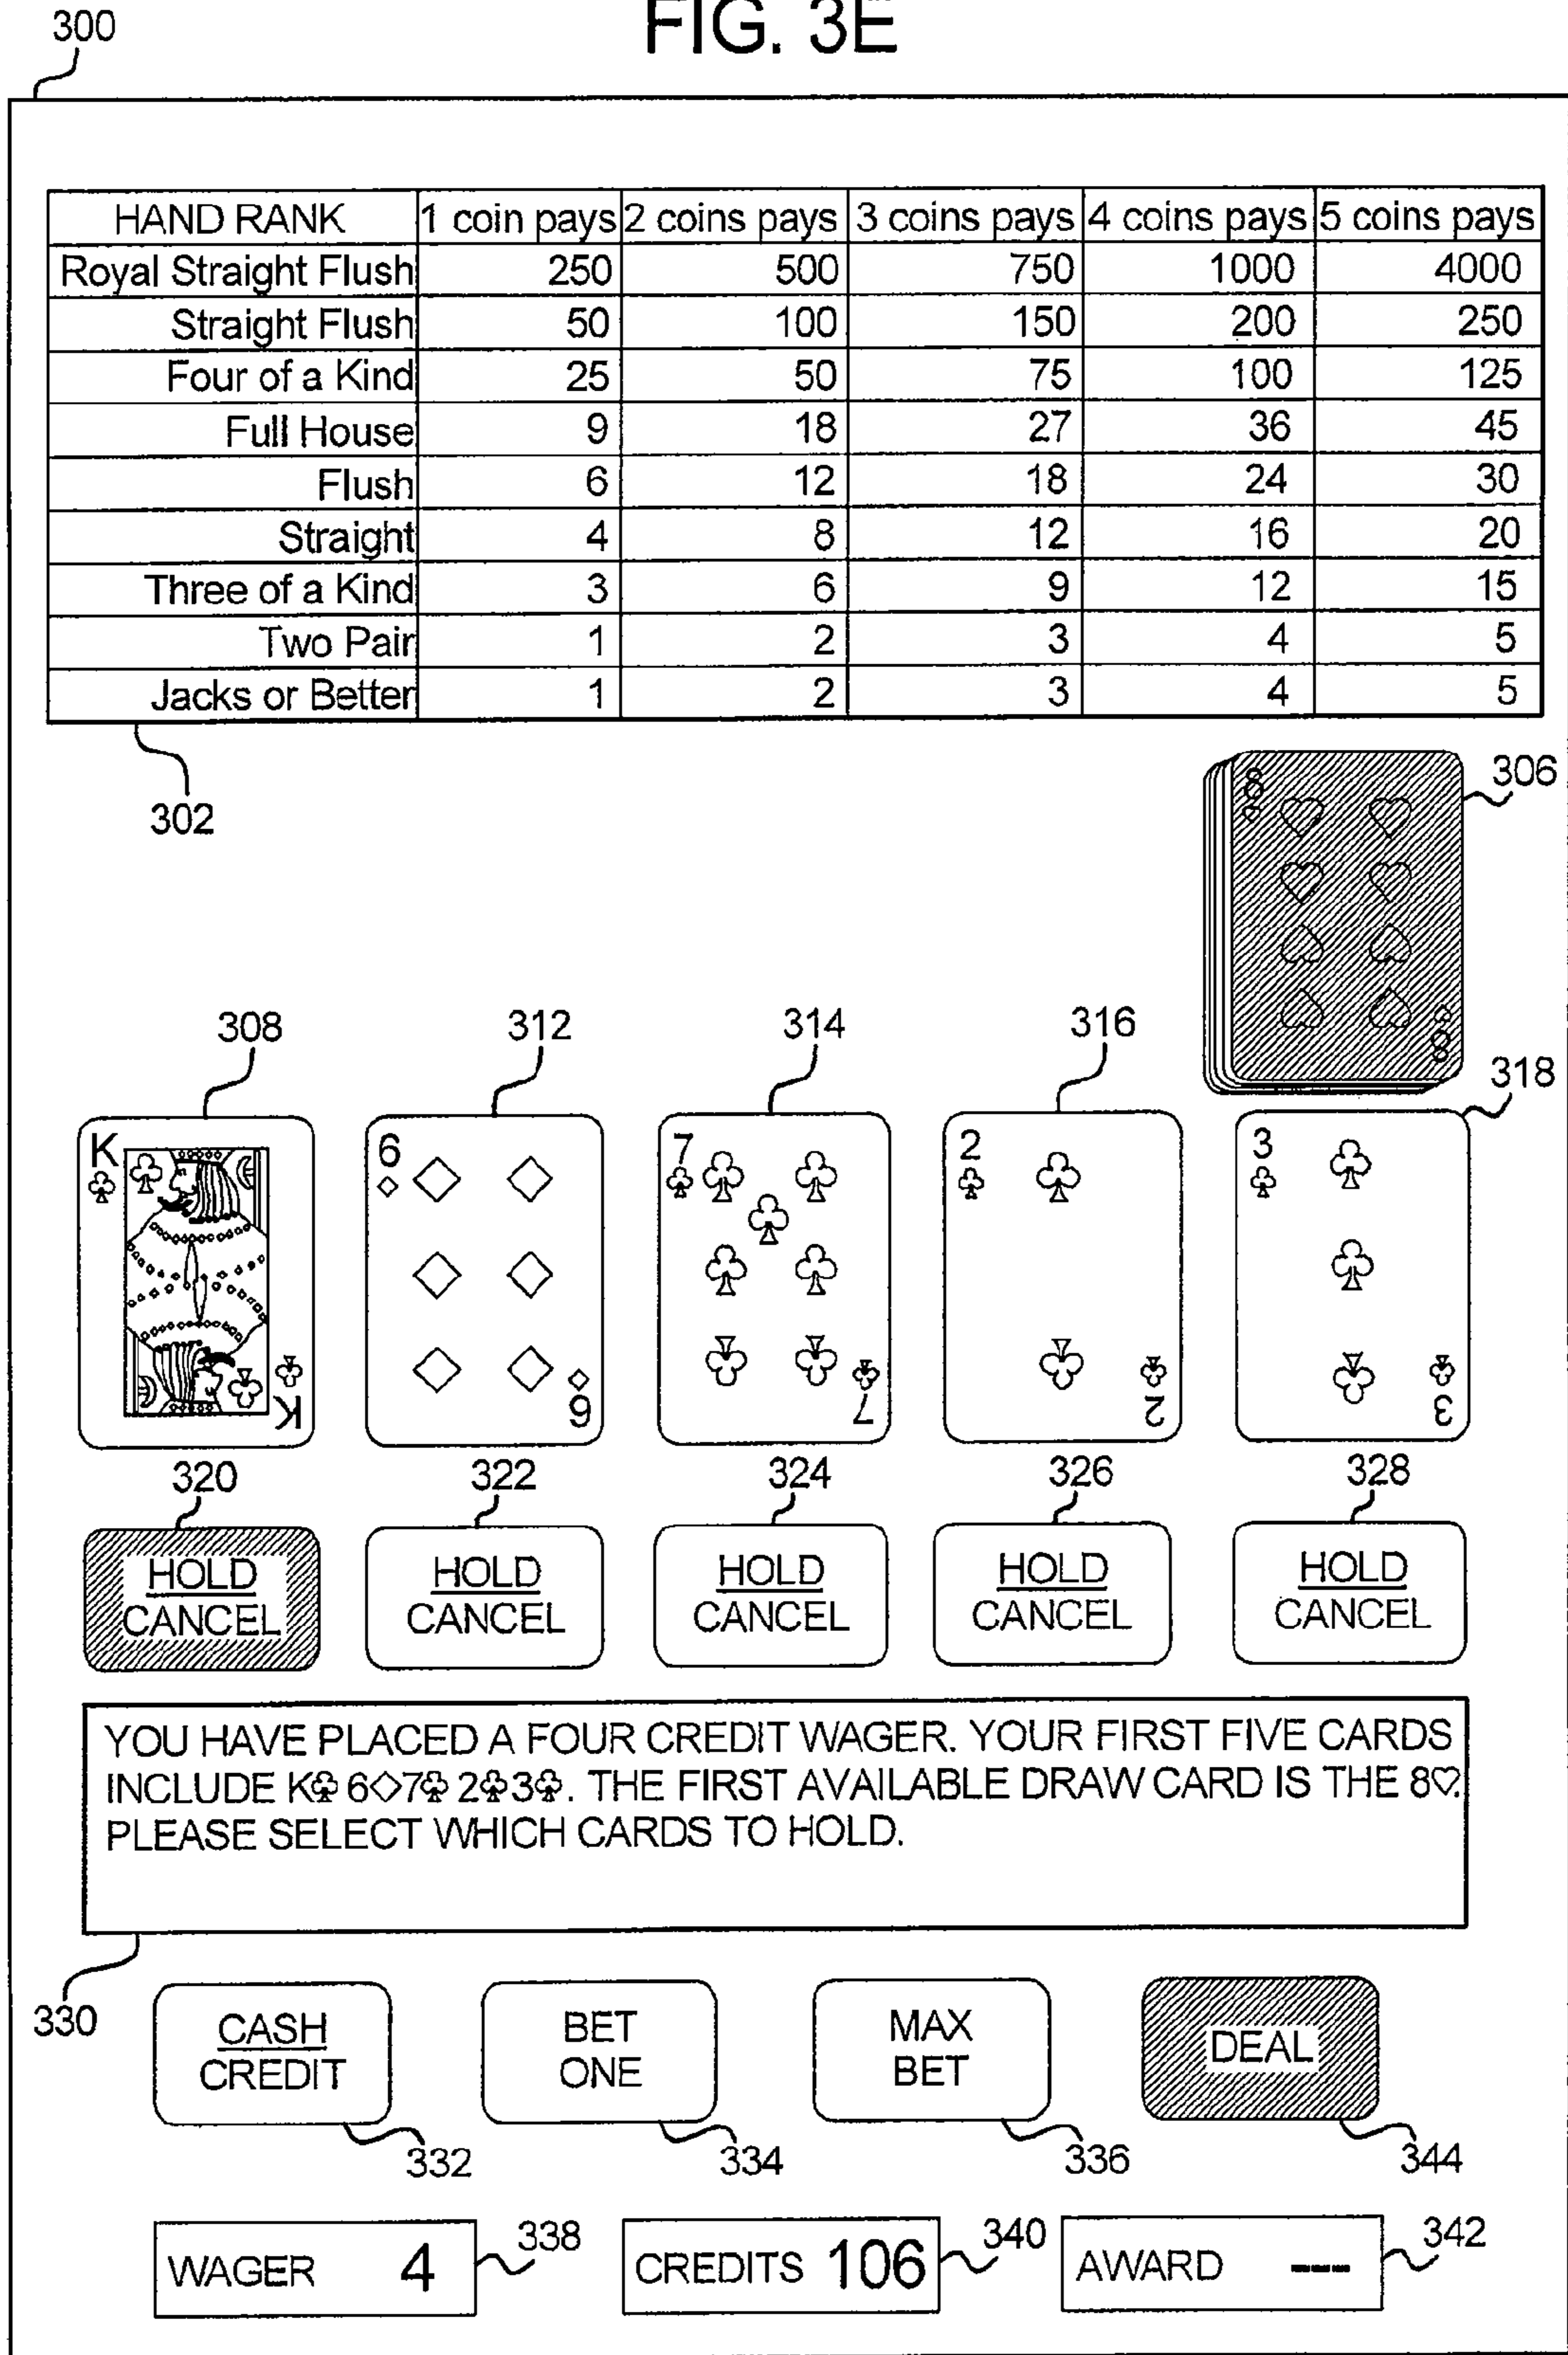 FIG. 3E
300
HAND RANK 1 coin pays 2 coins pays 3 coins pays 4 coins pays 5 coins pays
Royal Straight Flush 250 500 750 1000 4000
Straight Flush 50 100 150 200 250
Four of a Kind 25 50 75 100 125
Full House 9 18 27 36 45
Flush 6 12 18 24 30
Straight 4 8 12 16 20
Three of a Kind 3 6 9 12 15
Two Pair 1 2 3 4 5
Jacks or Better 1 2 3 4 5
302
306
8
8
308 312 314 316 318
K 6 7 2 3
K 6 7 2 3
320 322 324 326 328
HOLD HOLD HOLD HOLD HOLD
CANCEL CANCEL CANCEL CANCEL CANCEL
YOU HAVE PLACED A FOUR CREDIT WAGER. YOUR FIRST FIVE CARDS
INCLUDE K♧ 6♢7♧ 2♧3♧. THE FIRST AVAILABLE DRAW CARD IS THE 8♡.
PLEASE SELECT WHICH CARDS TO HOLD.
330
CASH BET MAX DEAL
CREDIT ONE BET
332 334 336 344
WAGER 4 338 CREDITS 106 340 AWARD --- 342